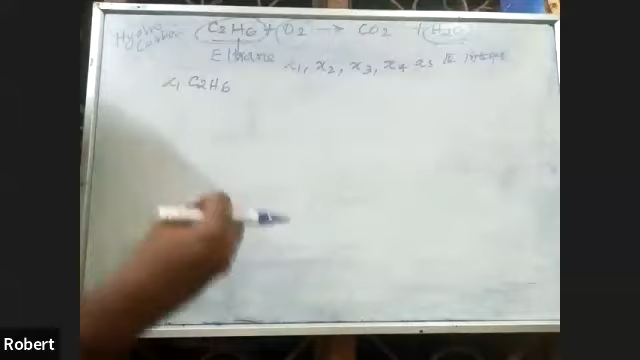 Hydro C2H6 + O2 → CO2 + H2O
Carbon
Ethane x1, x2, x3, x4 as
x1 C2H6
Robert